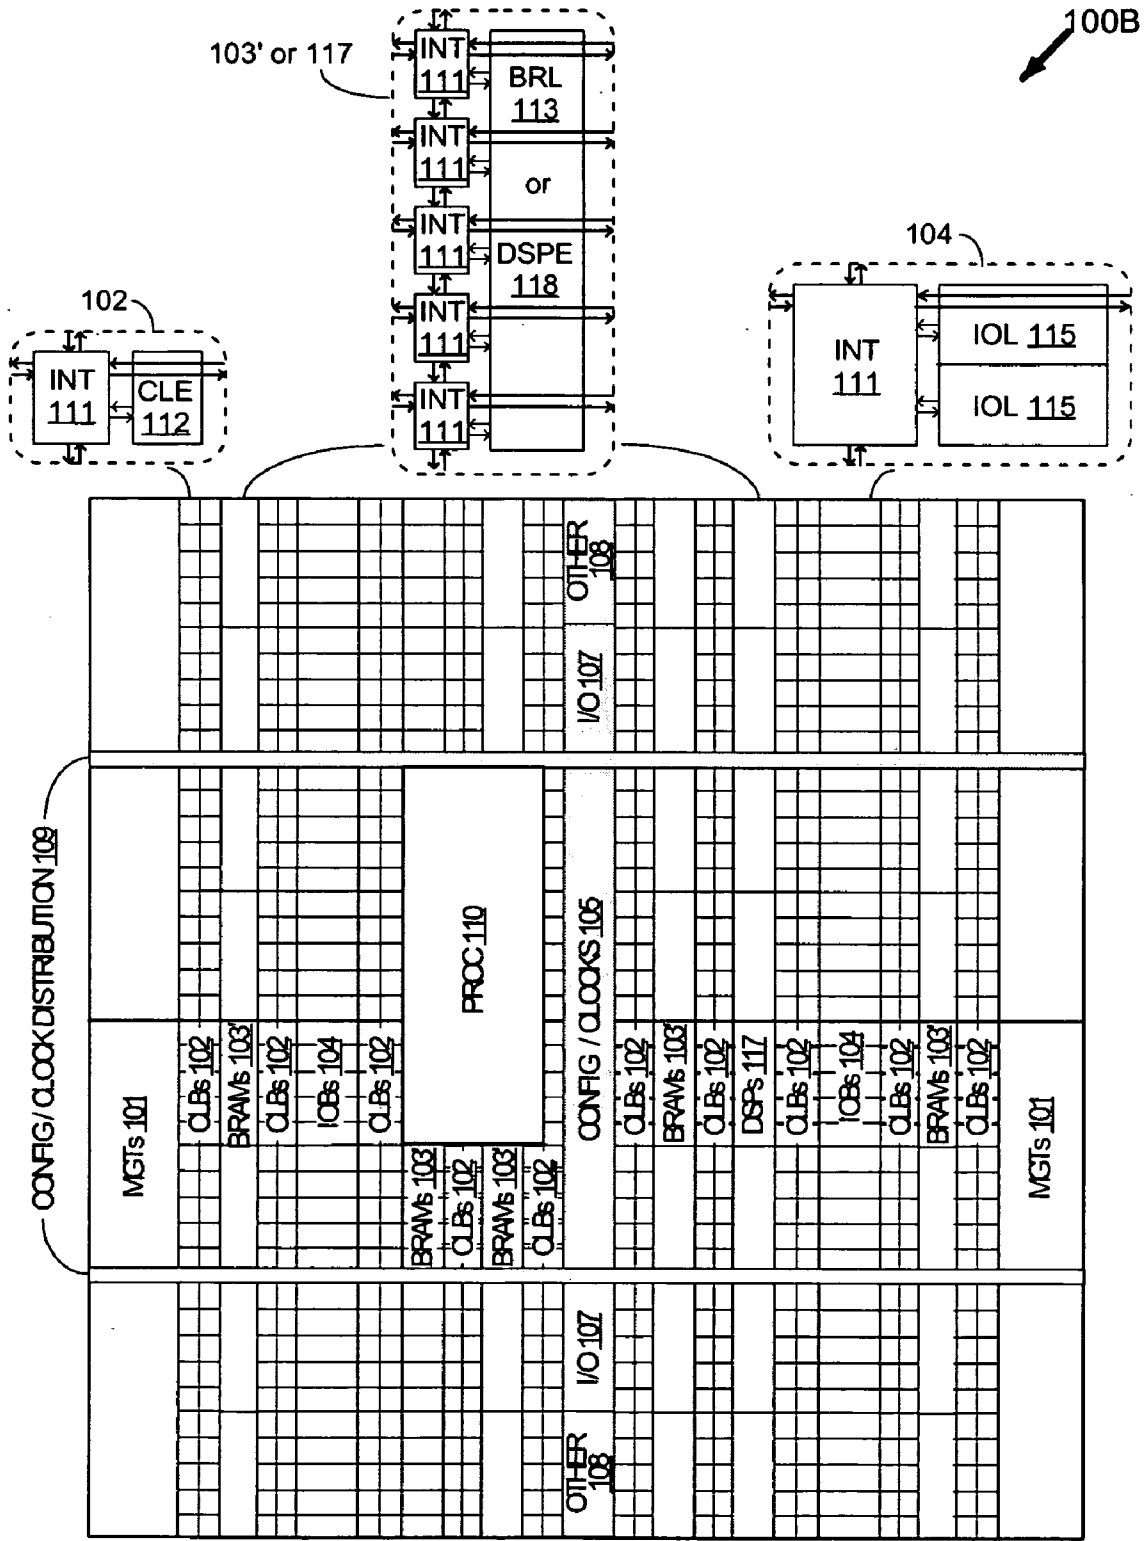 100B
103' or 117
INT
111
INT
111
INT
111
INT
111
INT
111
BRL
113
or
DSPE
118
104
INT
111
IOL 115
IOL 115
102
INT
111
CLE
112
OTHER
108
I/O 107
CONFIG / CLOCK DISTRIBUTION 109
PROC 110
CONFIG / CLOCKS 105
MGTs 101
CLBs 102
BRAMs 103'
CLBs 102
IOBs 104
CLBs 102
BRAMs 103'
CLBs 102
BRAMs 103'
CLBs 102
CLBs 102
BRAMs 103'
CLBs 102
DSPs 117
CLBs 102
IOBs 104
CLBs 102
BRAMs 103'
CLBs 102
MGTs 101
I/O 107
OTHER
108